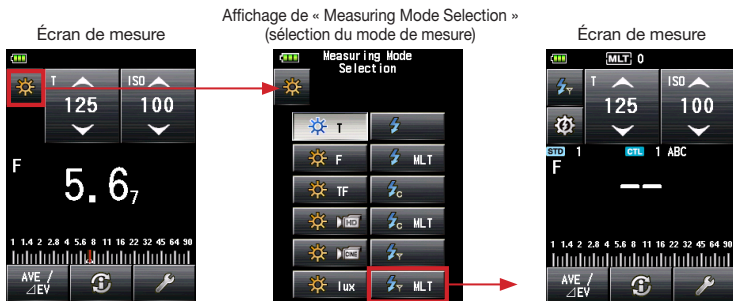 Écran de mesure
T
ISO
125
100
F
5.6₇
1 1.4 2 2.8 4 5.6 8 11 16 22 32 45 64 90
AVE /
⊿EV
Affichage de « Measuring Mode Selection »
(sélection du mode de mesure)
Measuring Mode
Selection
T
F
MLT
TF
C
HD
C MLT
CINE
Y
lux
Y MLT
Écran de mesure
MLT 0
Y
T
ISO
125
100
STD 1
CTL 1 ABC
F
--
1 1.4 2 2.8 4 5.6 8 11 16 22 32 45 64 90
AVE /
⊿EV